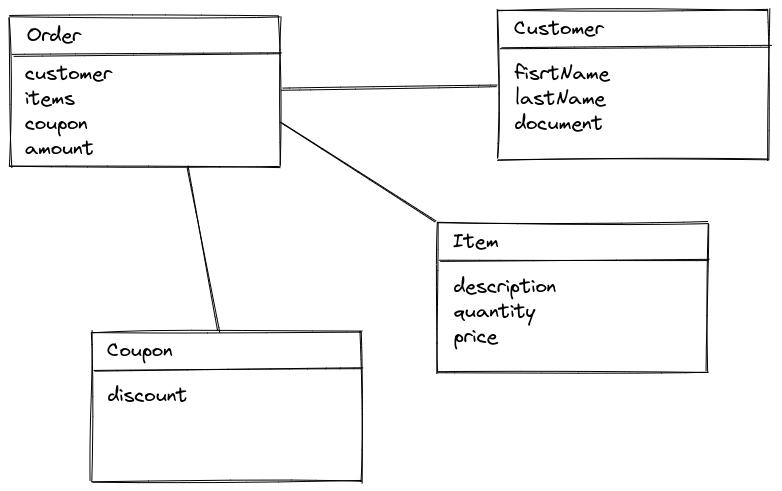 Order
customer
items
coupon
amount
Customer
fisrtName
lastName
document
Item
description
quantity
price
Coupon
discount